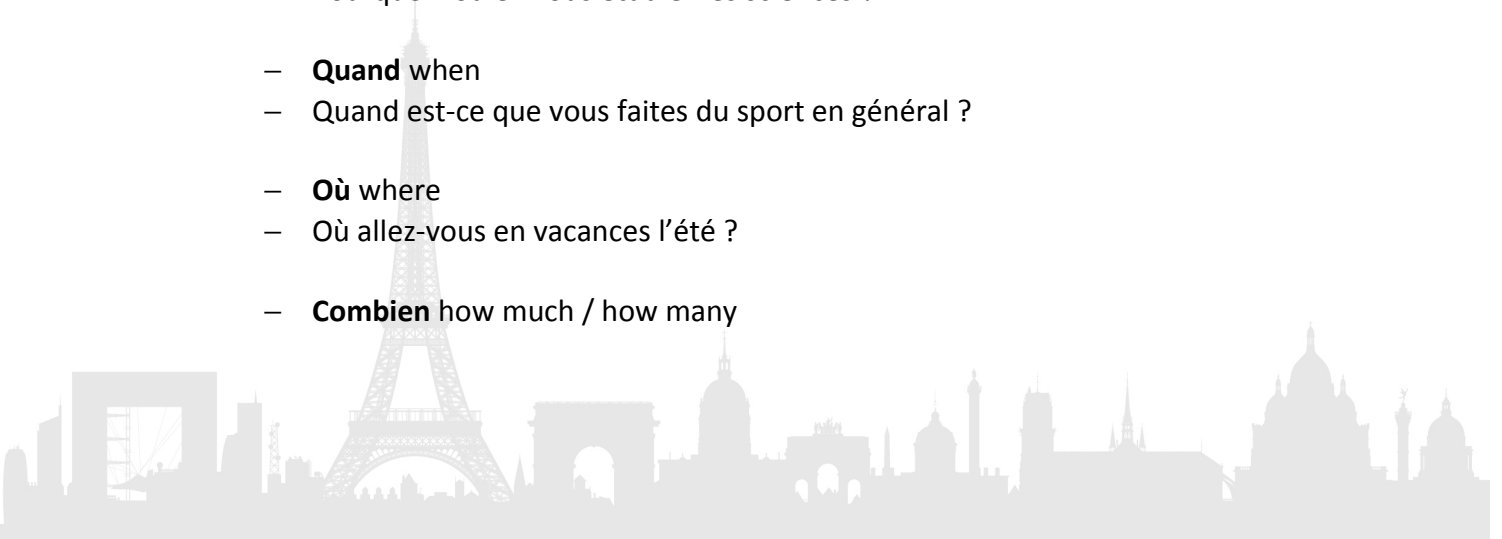 – Quand when
– Quand est-ce que vous faites du sport en général ?
– Où where
– Où allez-vous en vacances l’été ?
– Combien how much / how many